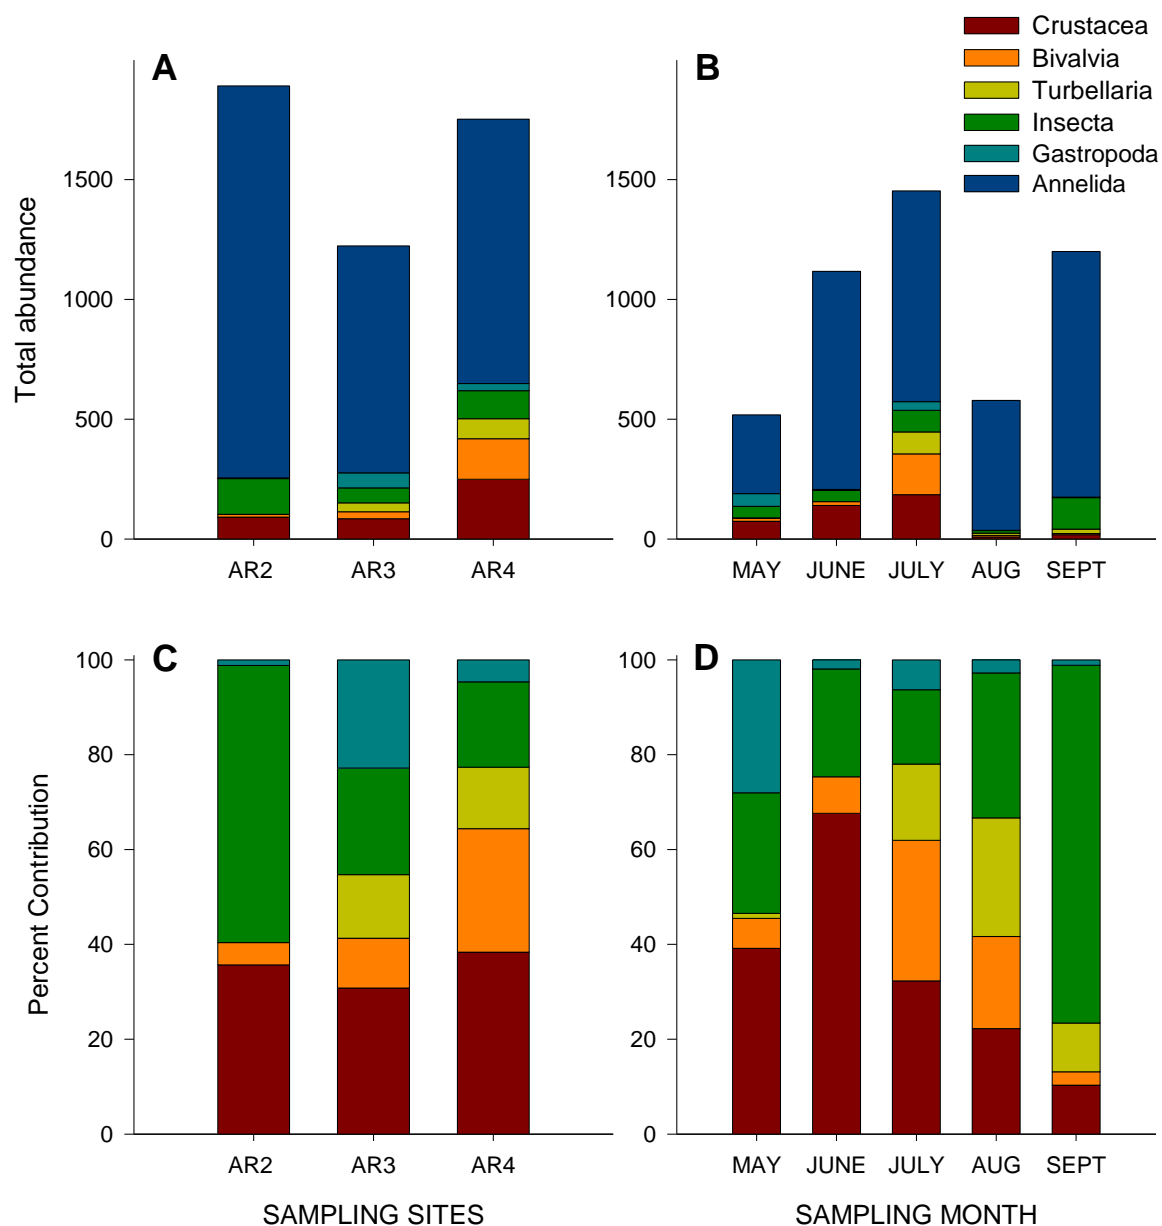 A
Total abundance
1500
1000
500
0
AR2
AR3
AR4
B
Crustacea
Bivalvia
Turbellaria
Insecta
Gastropoda
Annelida
1500
1000
500
0
MAY
JUNE
JULY
AUG
SEPT
C
Percent Contribution
100
80
60
40
20
0
AR2
AR3
AR4
SAMPLING SITES
D
100
80
60
40
20
0
MAY
JUNE
JULY
AUG
SEPT
SAMPLING MONTH